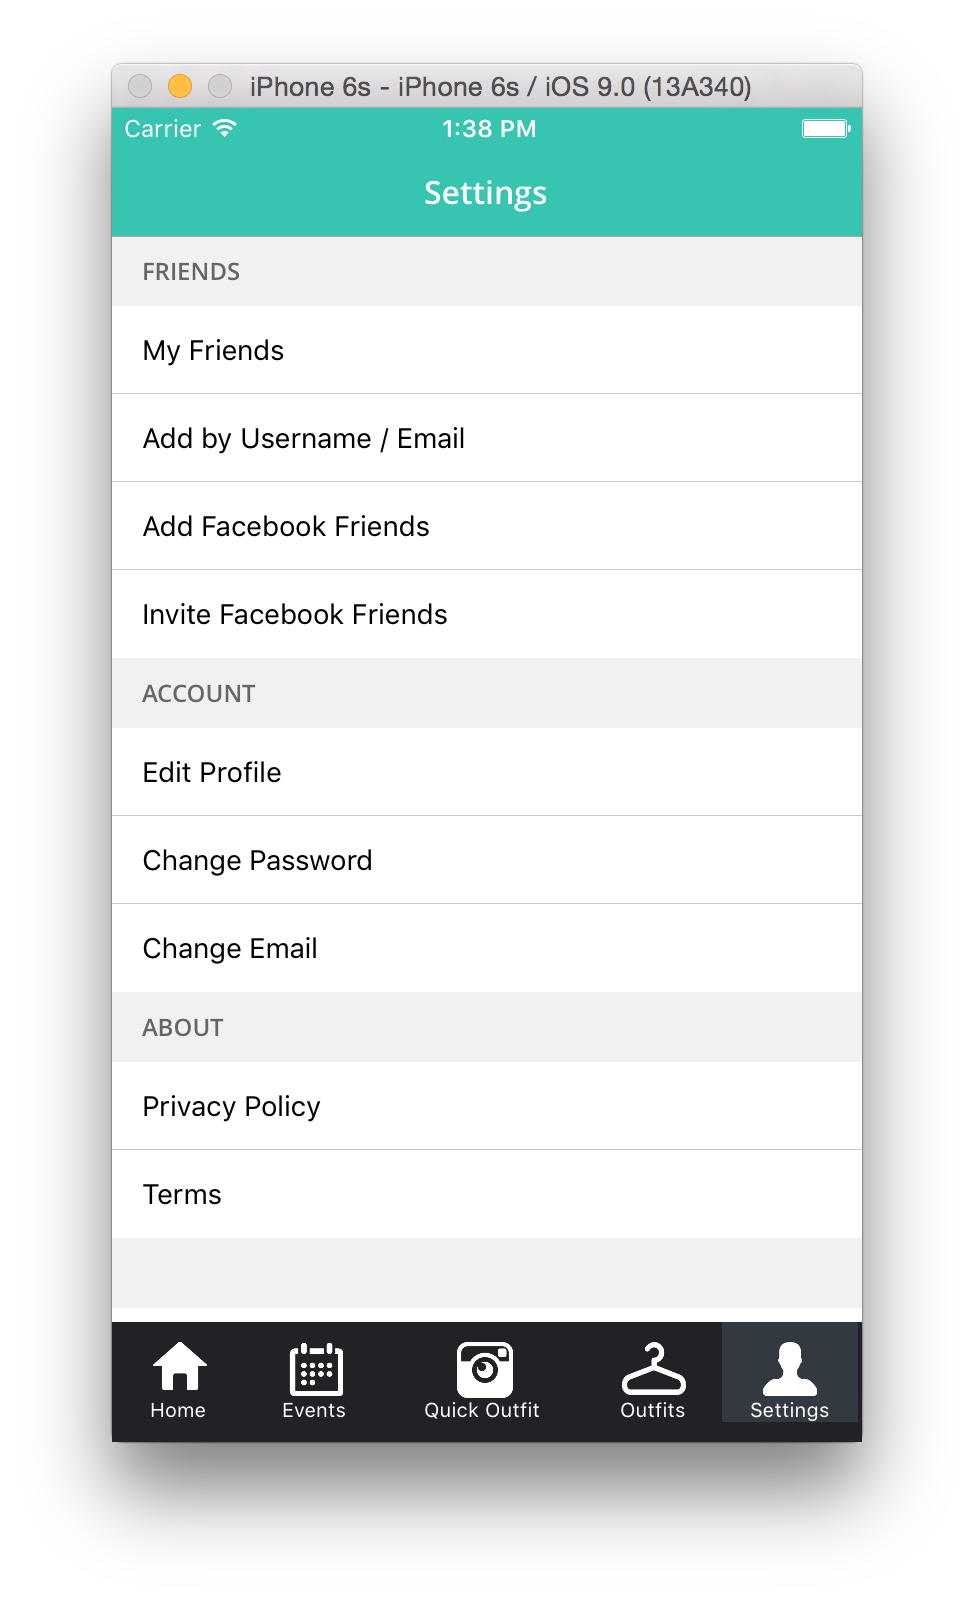 iPhone 6s - iPhone 6s / iOS 9.0 (13A340)
Carrier 1:38 PM
Settings
FRIENDS
My Friends
Add by Username / Email
Add Facebook Friends
Invite Facebook Friends
ACCOUNT
Edit Profile
Change Password
Change Email
ABOUT
Privacy Policy
Terms
Home Events Quick Outfit Outfits Settings